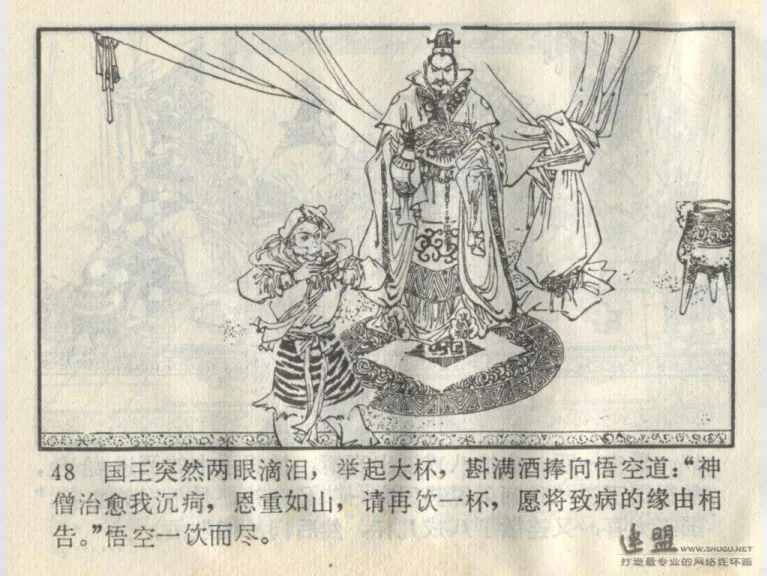 48 国王突然两眼滴泪，举起大杯，斟满酒捧向悟空道：“神
僧治愈我沉疴，恩重如山，请再饮一杯，愿将致病的缘由相
告。”悟空一饮而尽。
连盟 WWW.SHUQU.NET
打造最专业的网络连环画